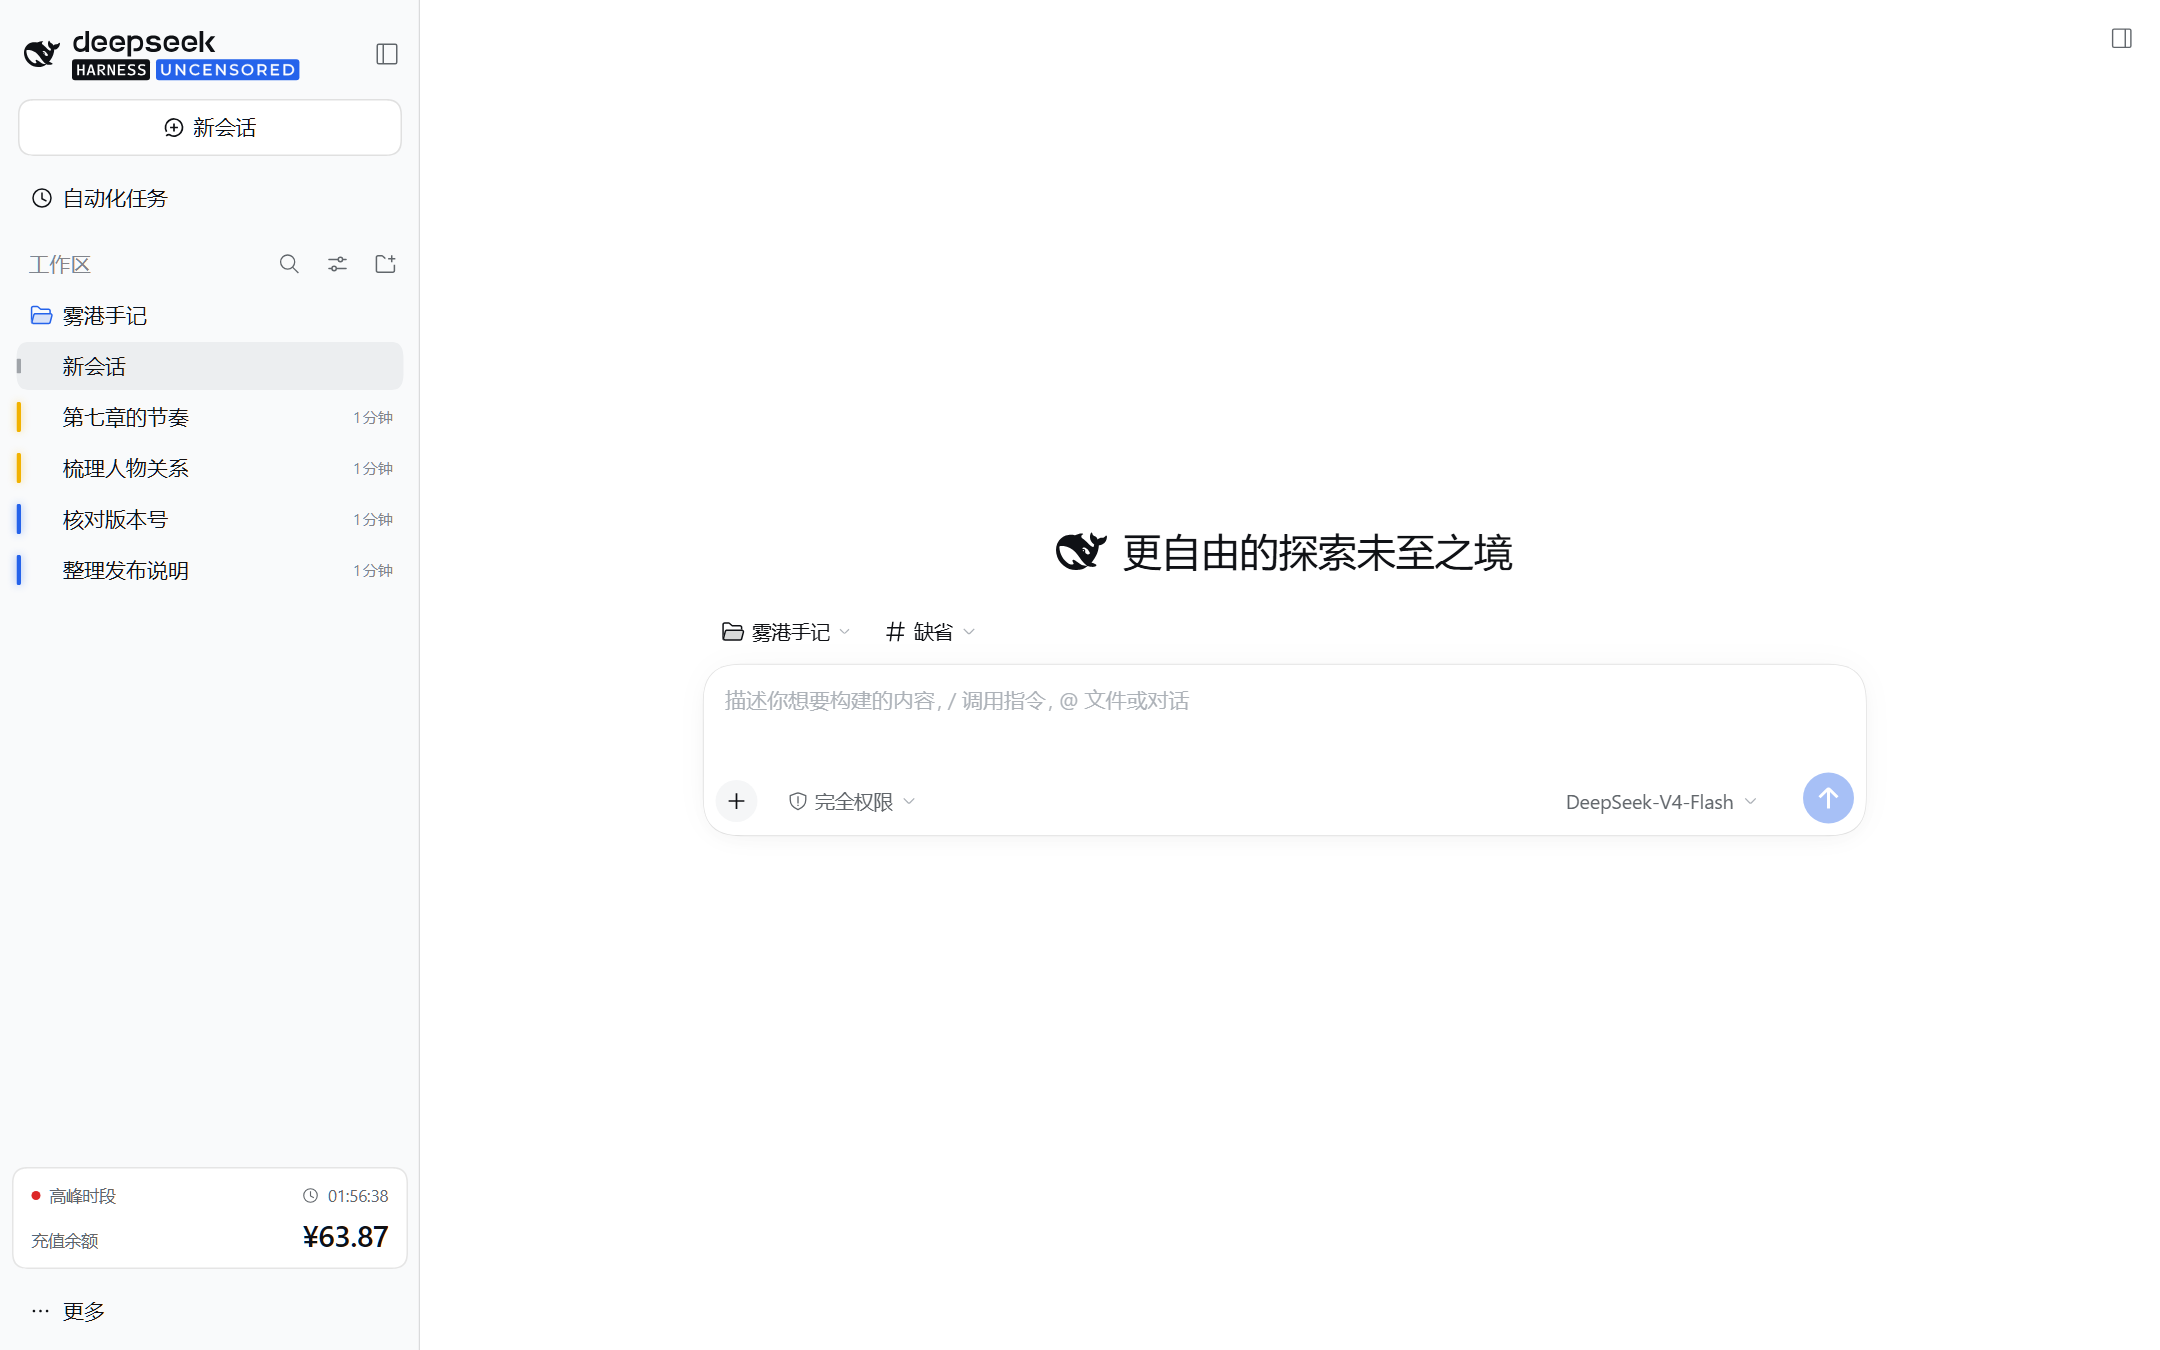 deepseek
HARNESS UNCENSORED
新会话
自动化任务
工作区
雾港手记
新会话
第七章的节奏 1分钟
梳理人物关系 1分钟
核对版本号 1分钟
整理发布说明 1分钟
高峰时段 01:56:38
充值余额 ¥63.87
更多
更自由的探索未至之境
雾港手记 # 缺省
描述你想要构建的内容, / 调用指令, @ 文件或对话
完全权限 DeepSeek-V4-Flash